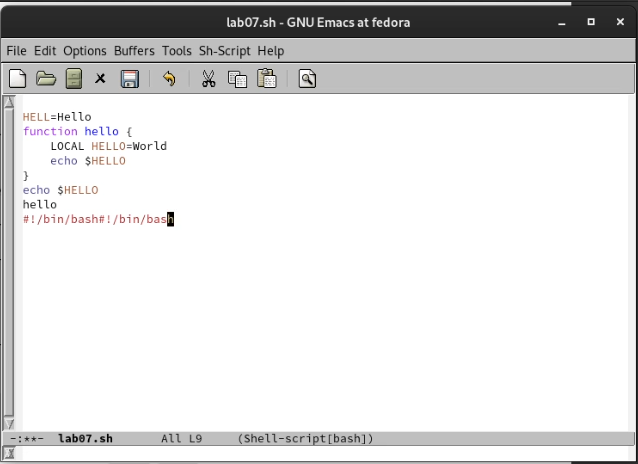 lab07.sh - GNU Emacs at fedora
File Edit Options Buffers Tools Sh-Script Help
HELL=Hello
function hello {
    LOCAL HELLO=World
    echo $HELLO
}
echo $HELLO
hello
#!/bin/bash#!/bin/bash
-:**-  lab07.sh       All L9     (Shell-script[bash])